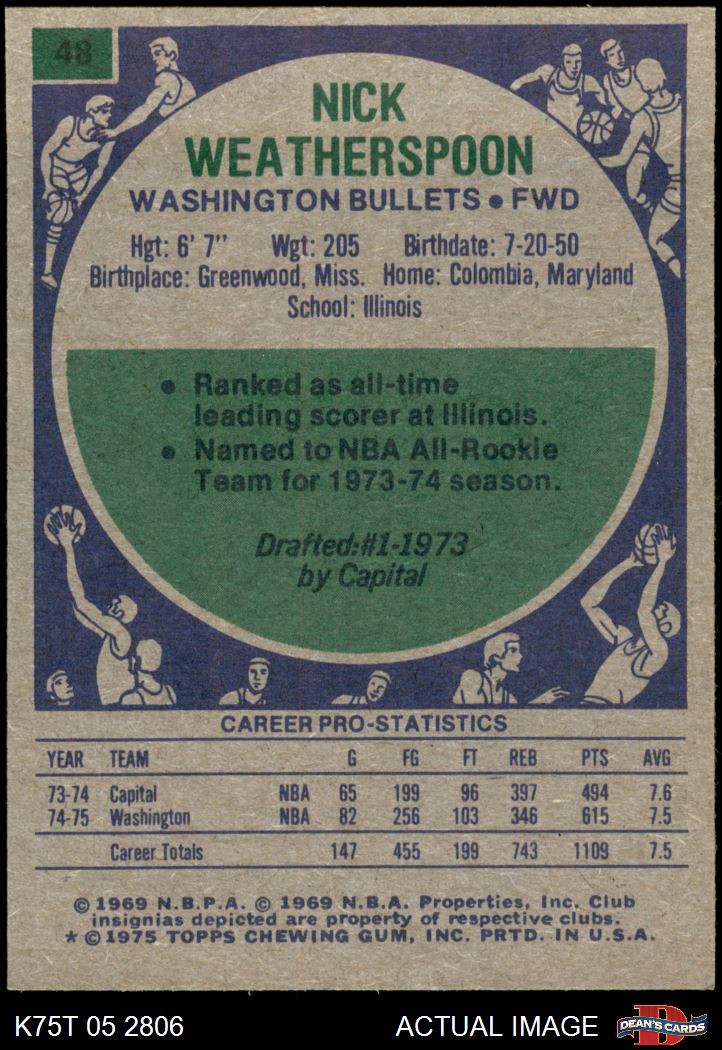 48
NICK
WEATHERSPOON
WASHINGTON BULLETS • FWD
Hgt: 6' 7" Wgt: 205 Birthdate: 7-20-50
Birthplace: Greenwood, Miss. Home: Colombia, Maryland
School: Illinois
• Ranked as all-time
leading scorer at Illinois.
• Named to NBA All-Rookie
Team for 1973-74 season.
Drafted:#1-1973
by Capital
CAREER PRO-STATISTICS
YEAR TEAM G FG FT REB PTS AVG
73-74 Capital NBA 65 199 96 397 494 7.6
74-75 Washington NBA 82 256 103 346 615 7.5
Career Totals 147 455 199 743 1109 7.5
© 1969 N.B.P.A. © 1969 N.B.A. Properties, Inc. Club
insignias depicted are property of respective clubs.
* © 1975 TOPPS CHEWING GUM, INC. PRTD. IN U.S.A.
K75T 05 2806 ACTUAL IMAGE D DEAN'S CARDS